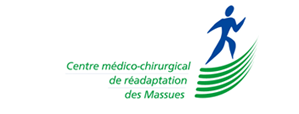 Centre médico-chirurgical
de réadaptation
des Massues